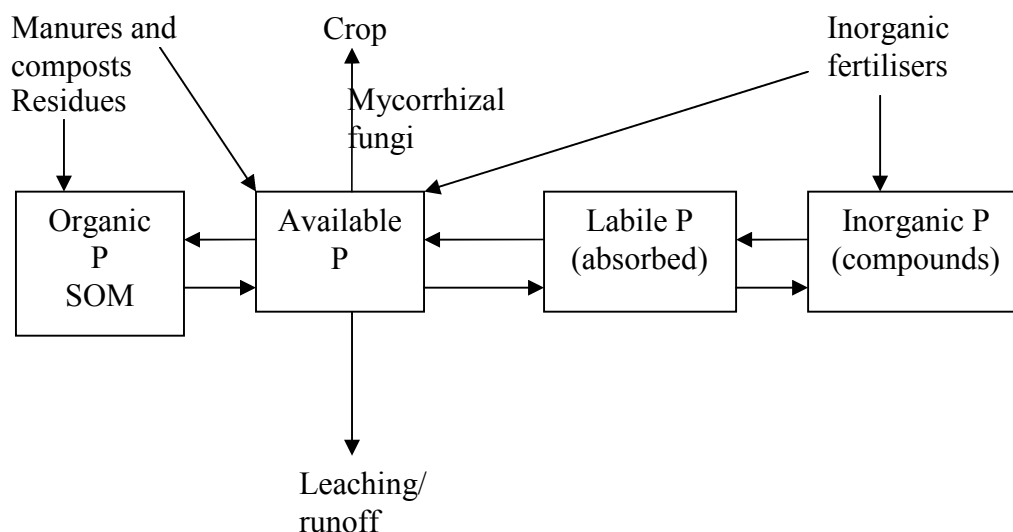 Manures and
composts
Residues
Crop
Mycorrhizal
fungi
Inorganic
fertilisers
Organic
P
SOM
Available
P
Labile P
(absorbed)
Inorganic P
(compounds)
Leaching/
runoff